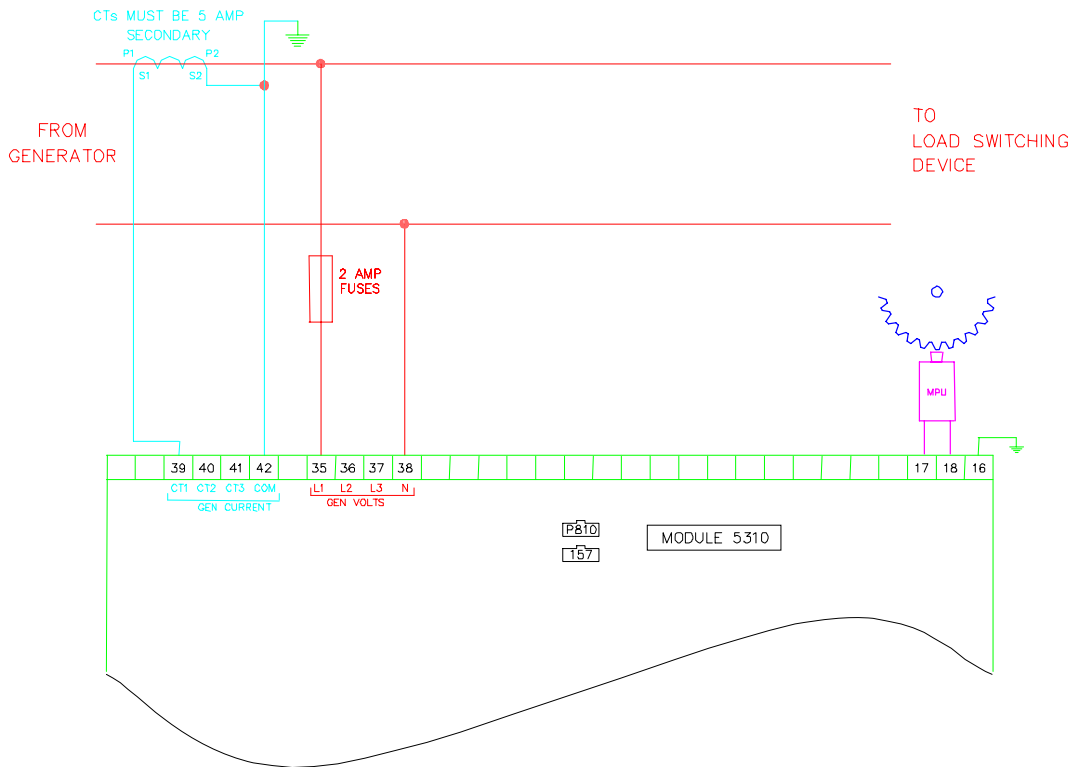 CTs MUST BE 5 AMP
SECONDARY
P1 P2
S1 S2
FROM
GENERATOR
TO
LOAD SWITCHING
DEVICE
2 AMP
FUSES
MPU
39 40 41 42 35 36 37 38 17 18 16
CT1 CT2 CT3 COM L1 L2 L3 N
GEN CURRENT
GEN VOLTS
P810
157
MODULE 5310